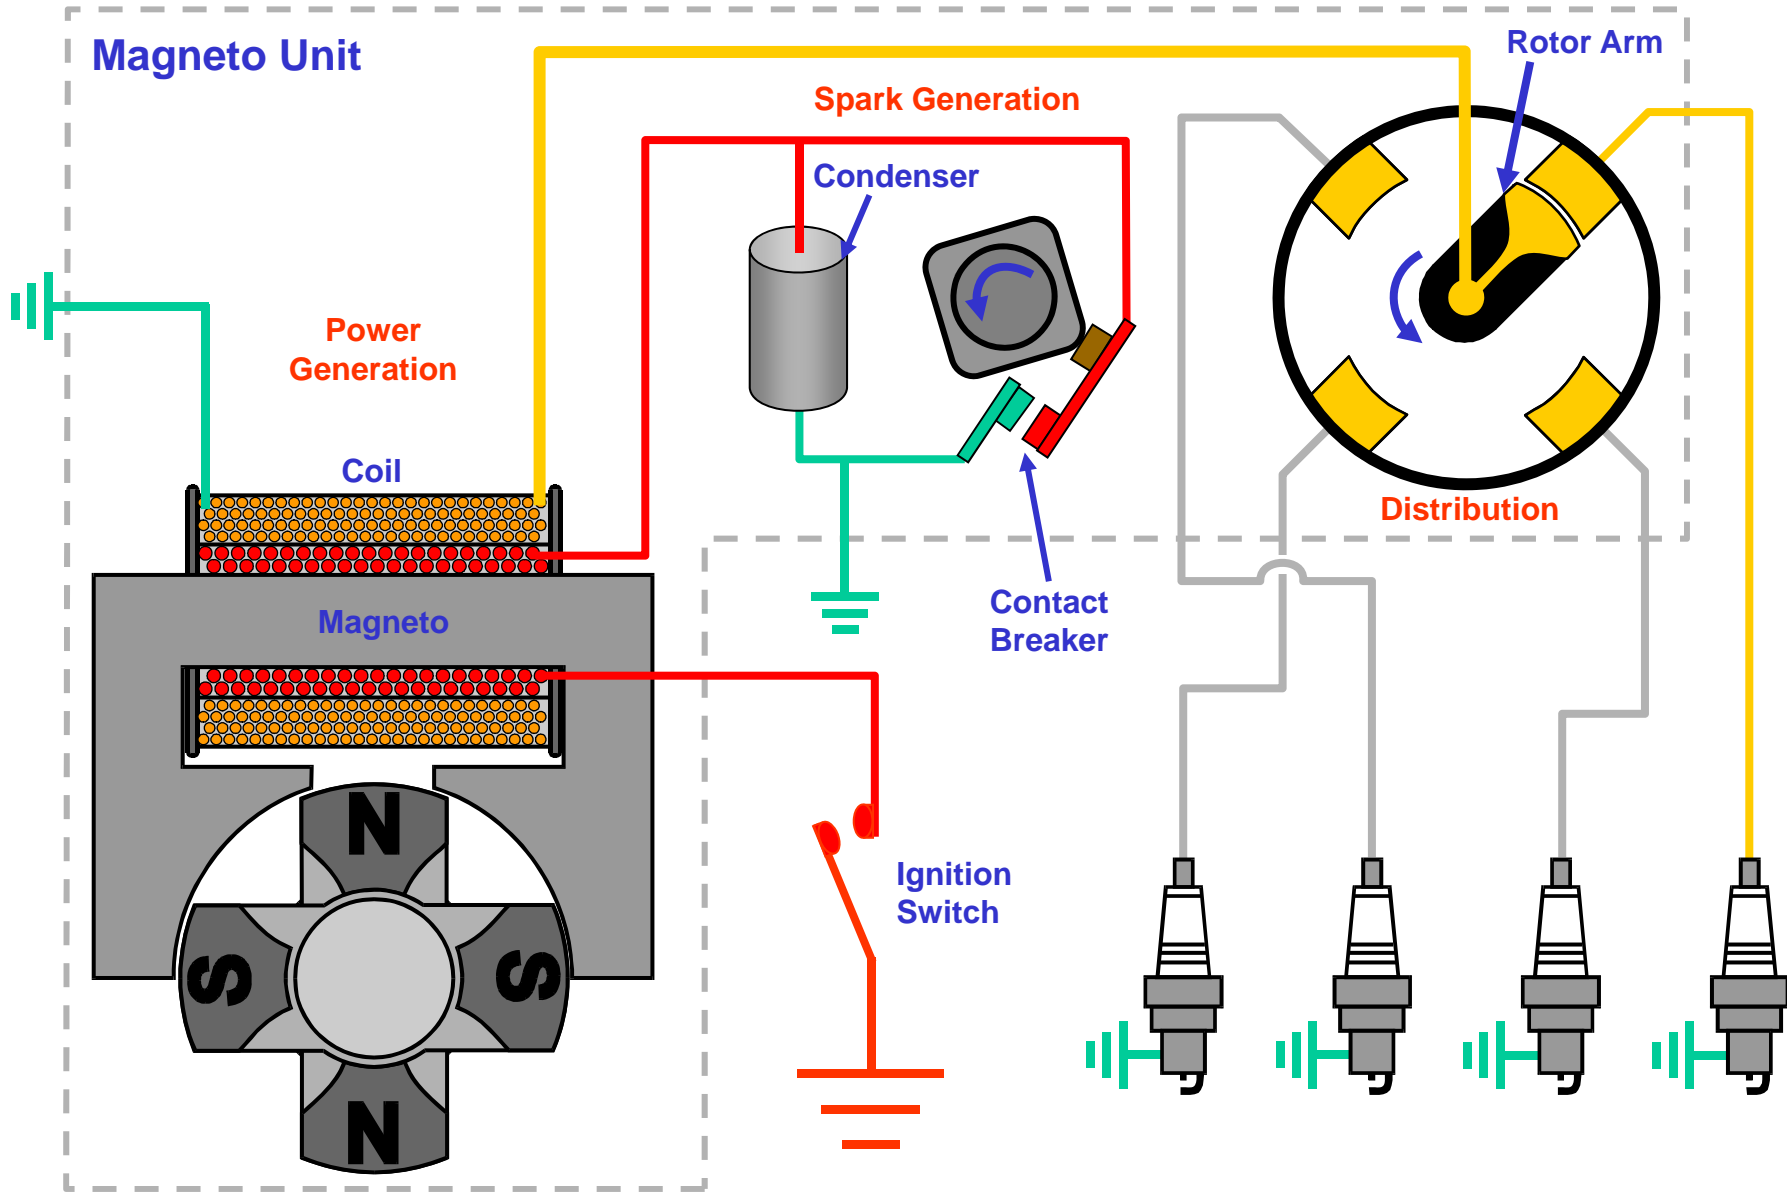 Magneto Unit
Rotor Arm
Spark Generation
Condenser
Power
Generation
Coil
Distribution
Contact
Breaker
Magneto
N
S
S
N
Ignition
Switch